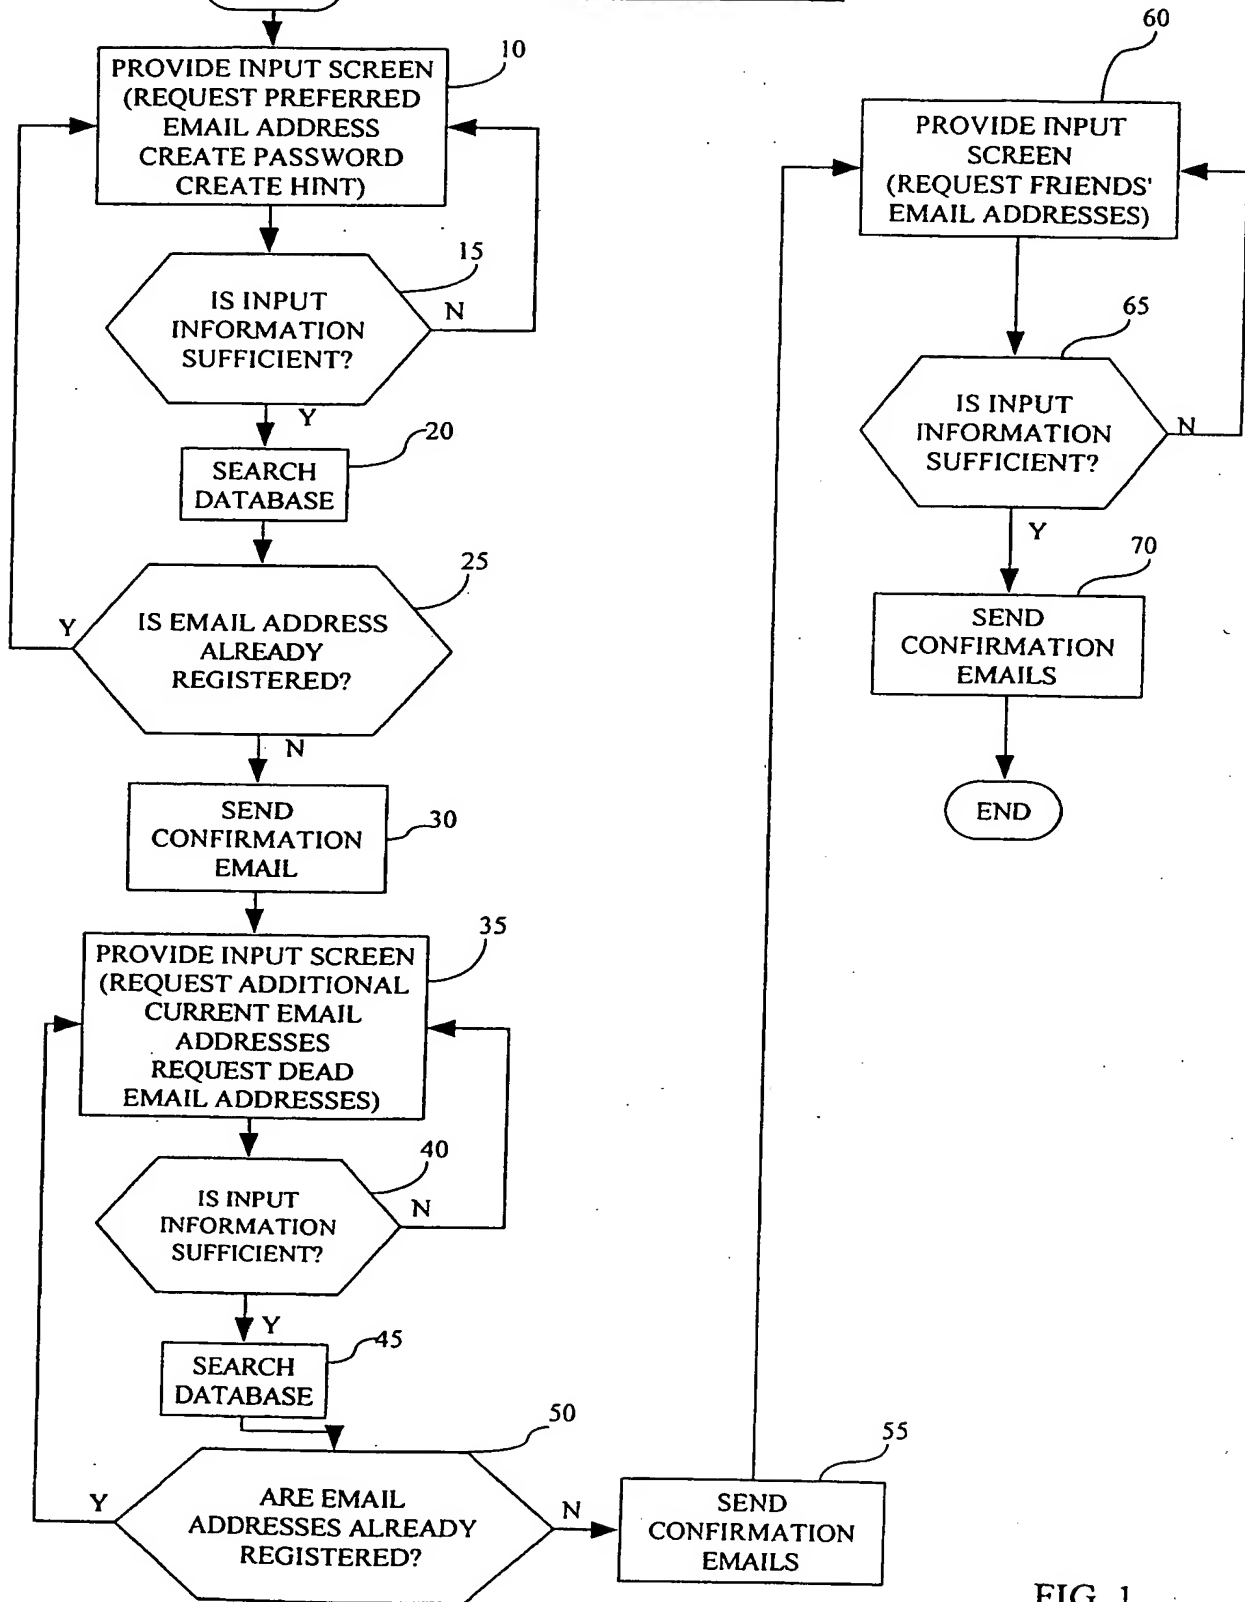 10
PROVIDE INPUT SCREEN
(REQUEST PREFERRED
EMAIL ADDRESS
CREATE PASSWORD
CREATE HINT)
15
IS INPUT
INFORMATION
SUFFICIENT?
N
Y
20
SEARCH
DATABASE
25
IS EMAIL ADDRESS
ALREADY
REGISTERED?
Y
N
30
SEND
CONFIRMATION
EMAIL
35
PROVIDE INPUT SCREEN
(REQUEST ADDITIONAL
CURRENT EMAIL
ADDRESSES
REQUEST DEAD
EMAIL ADDRESSES)
40
IS INPUT
INFORMATION
SUFFICIENT?
N
Y
45
SEARCH
DATABASE
50
ARE EMAIL
ADDRESSES ALREADY
REGISTERED?
Y
N
55
SEND
CONFIRMATION
EMAILS
60
PROVIDE INPUT
SCREEN
(REQUEST FRIENDS'
EMAIL ADDRESSES)
65
IS INPUT
INFORMATION
SUFFICIENT?
N
Y
70
SEND
CONFIRMATION
EMAILS
END
FIG. 1